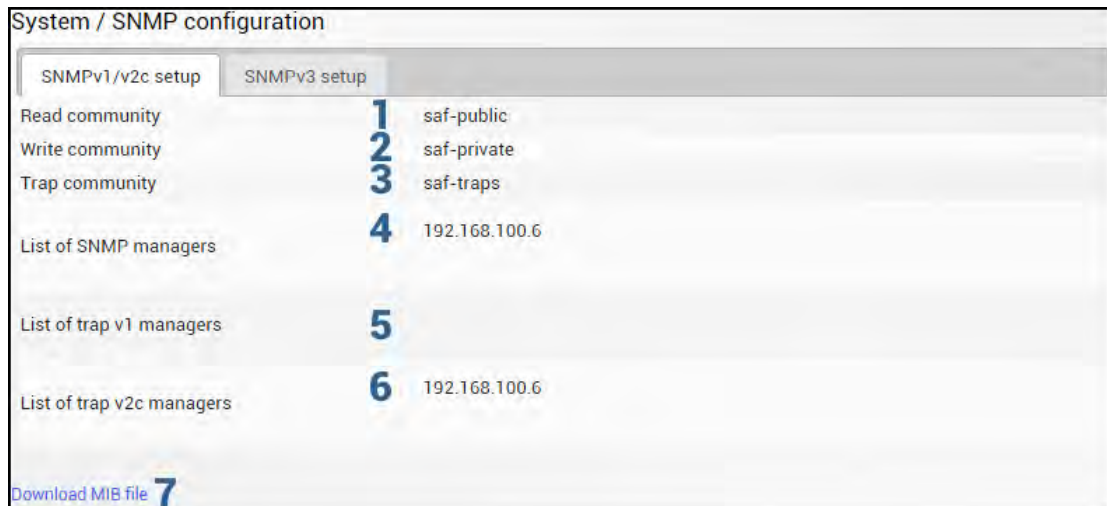 System / SNMP configuration
SNMPv1/v2c setup SNMPv3 setup
Read community 1 saf-public
Write community 2 saf-private
Trap community 3 saf-traps
List of SNMP managers 4 192.168.100.6
List of trap v1 managers 5
List of trap v2c managers 6 192.168.100.6
Download MIB file 7